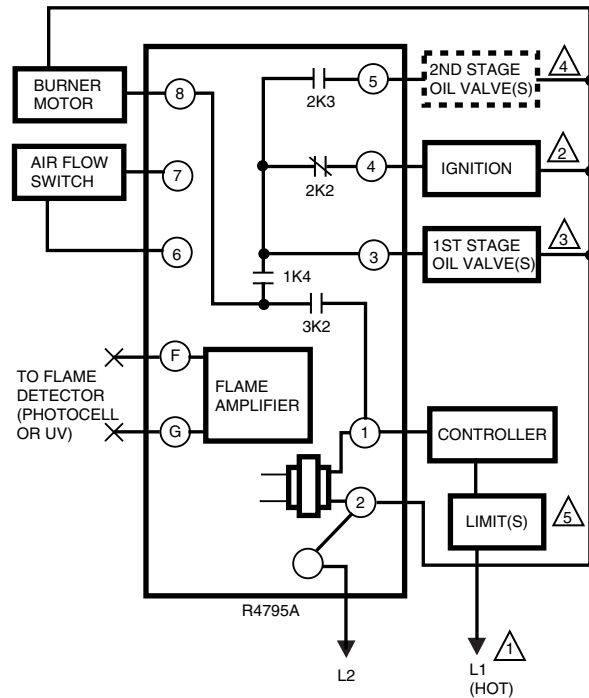 BURNER
MOTOR
8
5
2K3
2ND STAGE
OIL VALVE(S)
4
AIR FLOW
SWITCH
7
4
2K2
IGNITION
2
6
3
1ST STAGE
OIL VALVE(S)
3
1K4
3K2
F
TO FLAME
DETECTOR
(PHOTOCELL
OR UV)
FLAME
AMPLIFIER
G
1
CONTROLLER
2
LIMIT(S)
5
R4795A
L2
L1
(HOT)
1